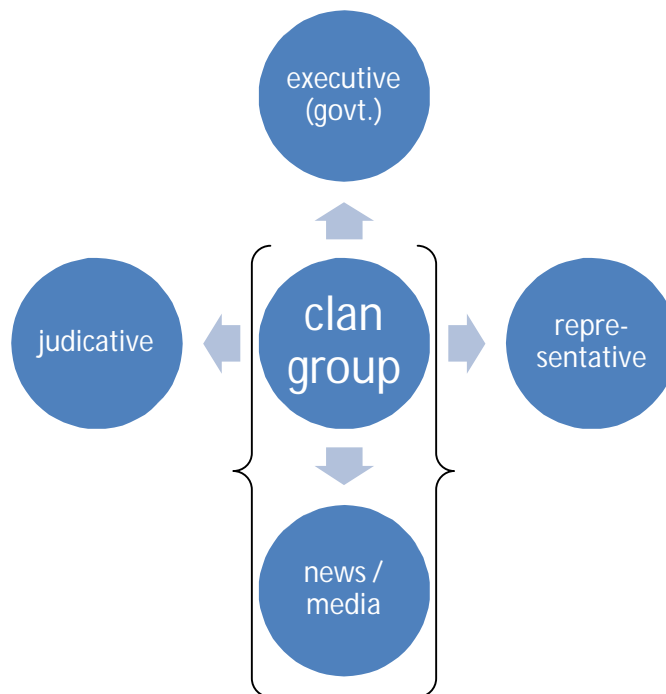 executive
(govt.)
judicative
clan
group
repre-
sentative
news /
media